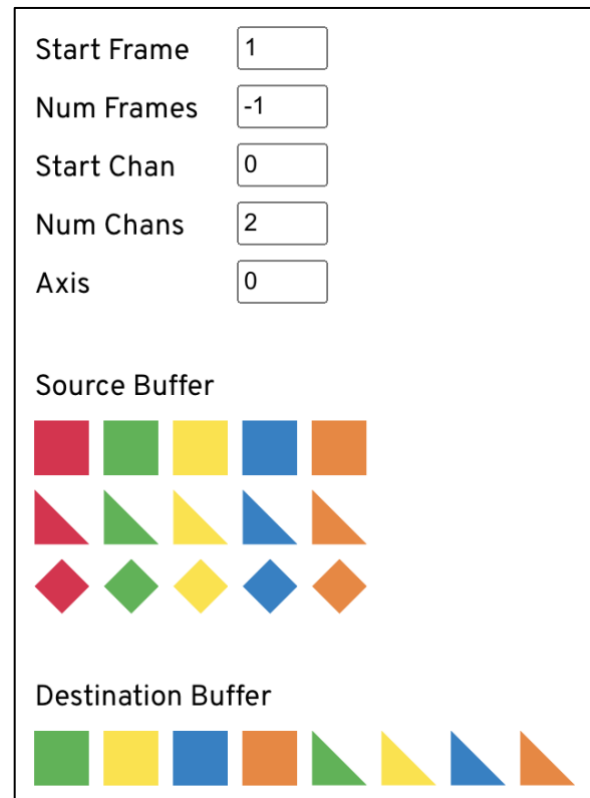 Start Frame 1
Num Frames -1
Start Chan 0
Num Chans 2
Axis 0
Source Buffer
Destination Buffer